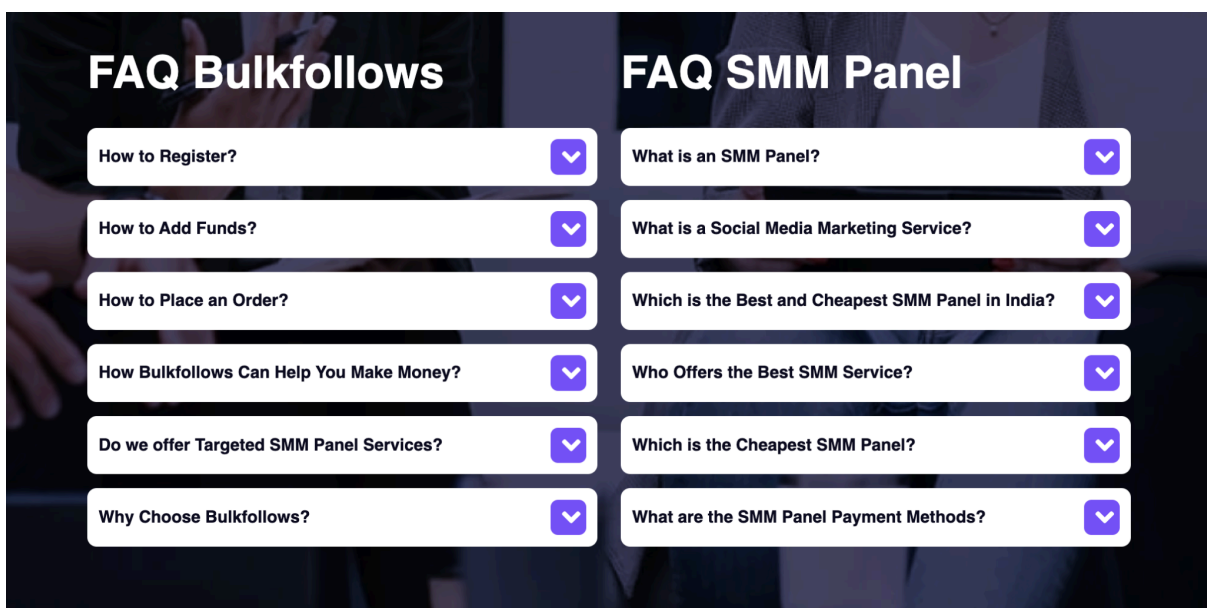 FAQ Bulkfollows
How to Register?
How to Add Funds?
How to Place an Order?
How Bulkfollows Can Help You Make Money?
Do we offer Targeted SMM Panel Services?
Why Choose Bulkfollows?
FAQ SMM Panel
What is an SMM Panel?
What is a Social Media Marketing Service?
Which is the Best and Cheapest SMM Panel in India?
Who Offers the Best SMM Service?
Which is the Cheapest SMM Panel?
What are the SMM Panel Payment Methods?